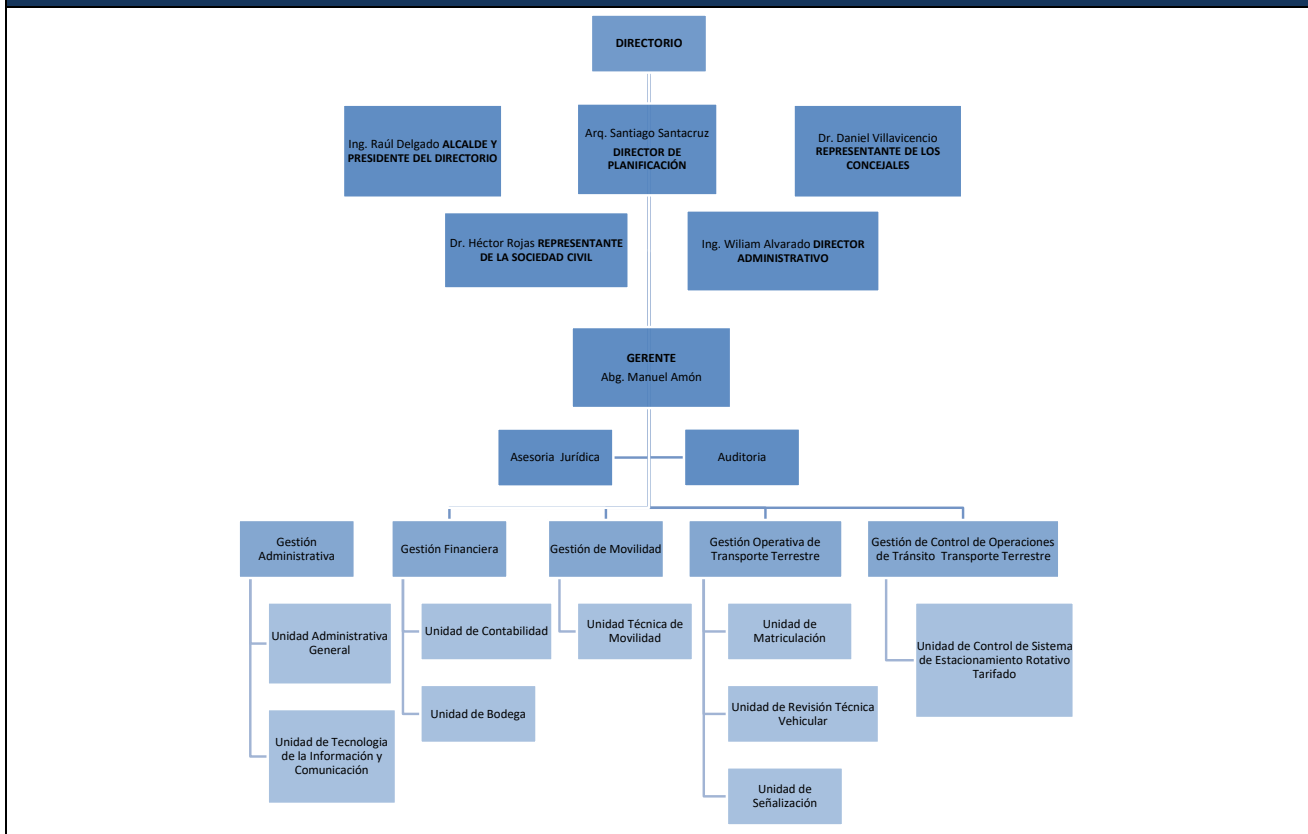 DIRECTORIO
Ing. Raúl Delgado ALCALDE Y
PRESIDENTE DEL DIRECTORIO
Arq. Santiago Santacruz
DIRECTOR DE
PLANIFICACIÓN
Dr. Daniel Villavicencio
REPRESENTANTE DE LOS
CONCEJALES
Dr. Héctor Rojas REPRESENTANTE
DE LA SOCIEDAD CIVIL
Ing. Wiliam Alvarado DIRECTOR
ADMINISTRATIVO
GERENTE
Abg. Manuel Amón
Asesoria Jurídica
Auditoria
Gestión
Administrativa
Gestión Financiera
Gestión de Movilidad
Gestión Operativa de
Transporte Terrestre
Gestión de Control de Operaciones
de Tránsito Transporte Terrestre
Unidad Administrativa
General
Unidad de Contabilidad
Unidad Técnica de
Movilidad
Unidad de
Matriculación
Unidad de Control de Sistema
de Estacionamiento Rotativo
Tarifado
Unidad de Tecnologia
de la Información y
Comunicación
Unidad de Bodega
Unidad de Revisión Técnica
Vehicular
Unidad de
Señalización